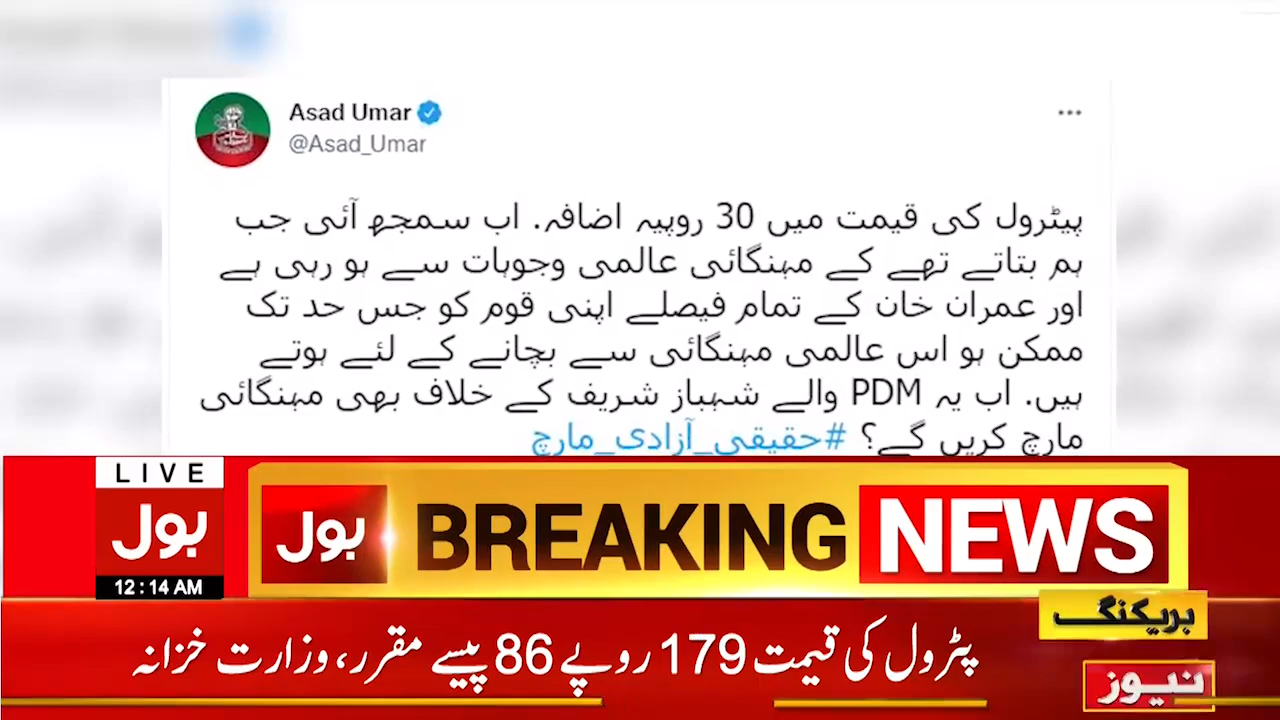 Asad Umar
@Asad_Umar
پیٹرول کی قیمت میں 30 روپیہ اضافہ. اب سمجھ آئی جب
ہم بتاتے تھے کے مہنگائی عالمی وجوہات سے ہو رہی ہے
اور عمران خان کے تمام فیصلے اپنی قوم کو جس حد تک
ممکن ہو اس عالمی مہنگائی سے بچانے کے لئے ہوتے
ہیں. اب یہ PDM والے شہباز شریف کے خلاف بھی مہنگائی
مارچ کریں گے؟ #حقیقی_آزادی_مارچ
LIVE
بول
12:14 AM
بول BREAKING NEWS
بریکنگ
نیوز
پٹرول کی قیمت 179 روپے 86 پیسے مقرر، وزارت خزانہ